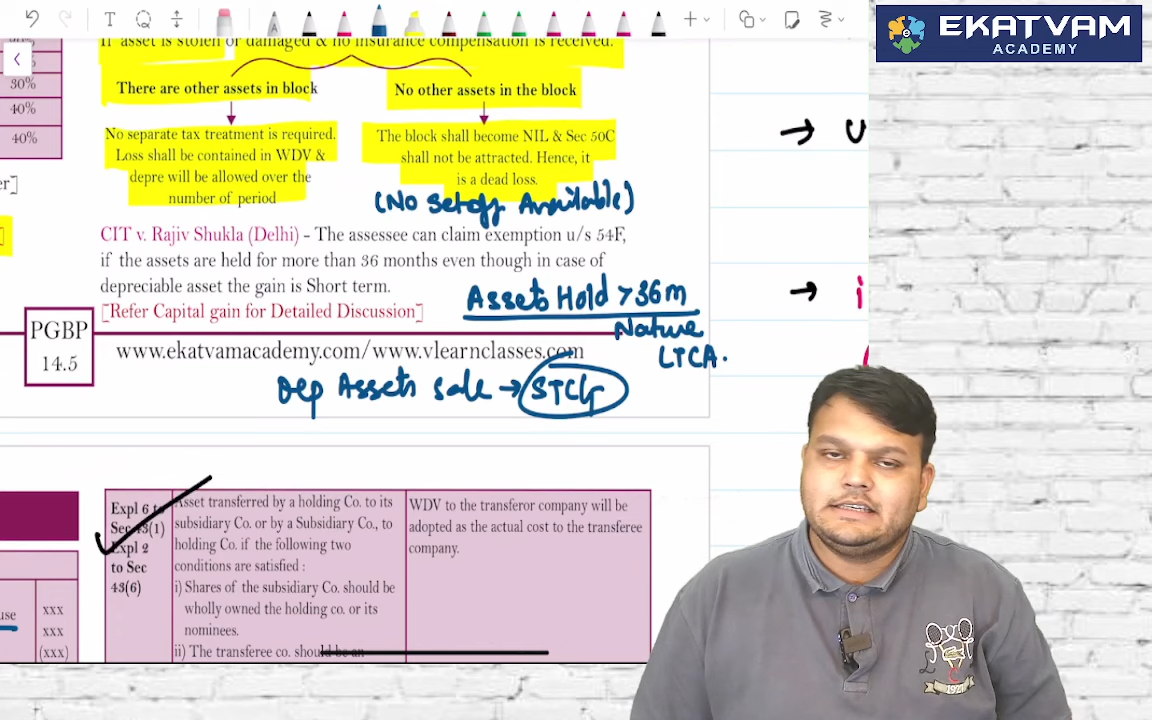 EKATVAM
ACADEMY
If asset is stolen or damaged & no insurance compensation is received.
There are other assets in block
No other assets in the block
No separate tax treatment is required.
Loss shall be contained in WDV &
depre will be allowed over the
number of period
The block shall become NIL & Sec 50C
shall not be attracted. Hence, it
is a dead loss.
(No Setoff Available)
30%
40%
40%
er]
]
CIT v. Rajiv Shukla (Delhi) - The assessee can claim exemption u/s 54F,
if the assets are held for more than 36 months even though in case of
depreciable asset the gain is Short term.
[Refer Capital gain for Detailed Discussion]
Assets Hold > 36m
Nature
LTCA.
PGBP
14.5
www.ekatvamacademy.com/www.vlearnclasses.com
Dep Assets sale → STCG
→ U
→ i
Expl 6 to
Sec 43(1)
Expl 2
to Sec
43(6)
Asset transferred by a holding Co. to its
subsidiary Co. or by a Subsidiary Co., to
holding Co. if the following two
conditions are satisfied :
i) Shares of the subsidiary Co. should be
wholly owned the holding co. or its
nominees.
ii) The transferee co. should be an
WDV to the transferor company will be
adopted as the actual cost to the transferee
company.
use
xxx
xxx
(xxx)
1927